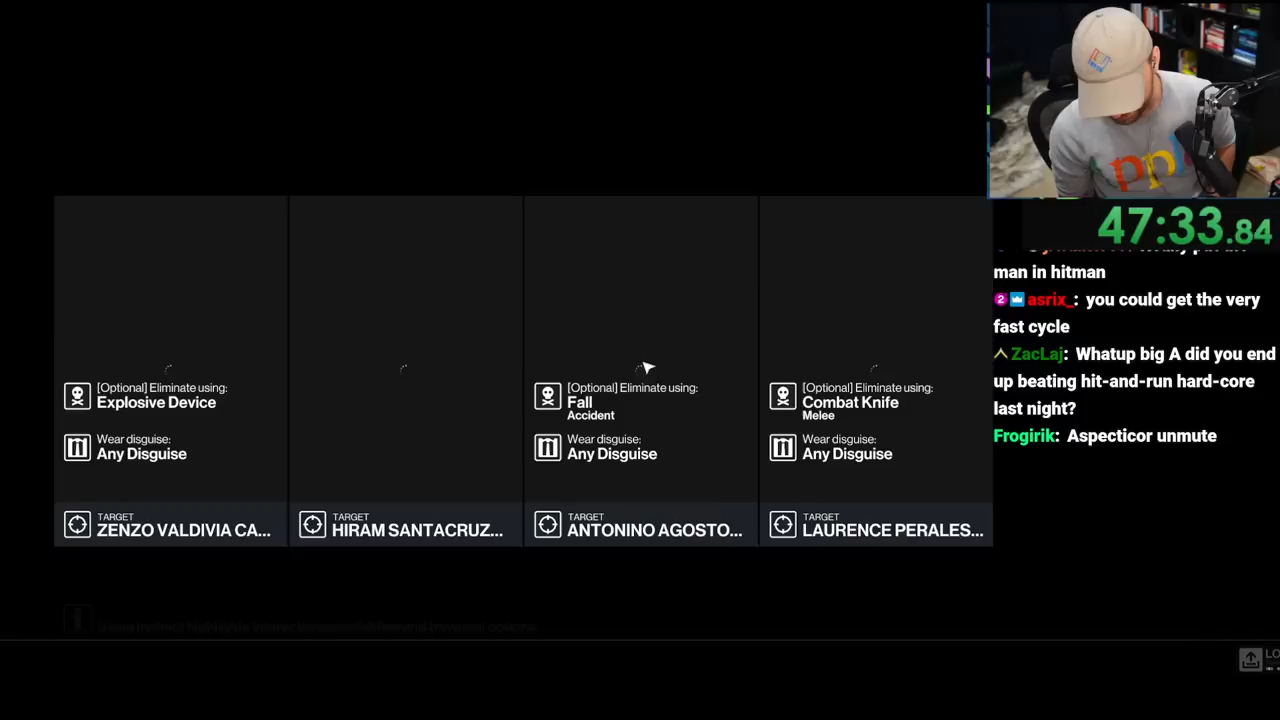 47:33.84
man in hitman
asrix_: you could get the very
fast cycle
ZacLaj: Whatup big A did you end
up beating hit-and-run hard-core
last night?
Frogirik: Aspecticor unmute
[Optional] Eliminate using:
Explosive Device
Wear disguise:
Any Disguise
TARGET
ZENZO VALDIVIA CA...
TARGET
HIRAM SANTACRUZ...
[Optional] Eliminate using:
Fall
Accident
Wear disguise:
Any Disguise
TARGET
ANTONINO AGOSTO...
[Optional] Eliminate using:
Combat Knife
Melee
Wear disguise:
Any Disguise
TARGET
LAURENCE PERALES...
LO